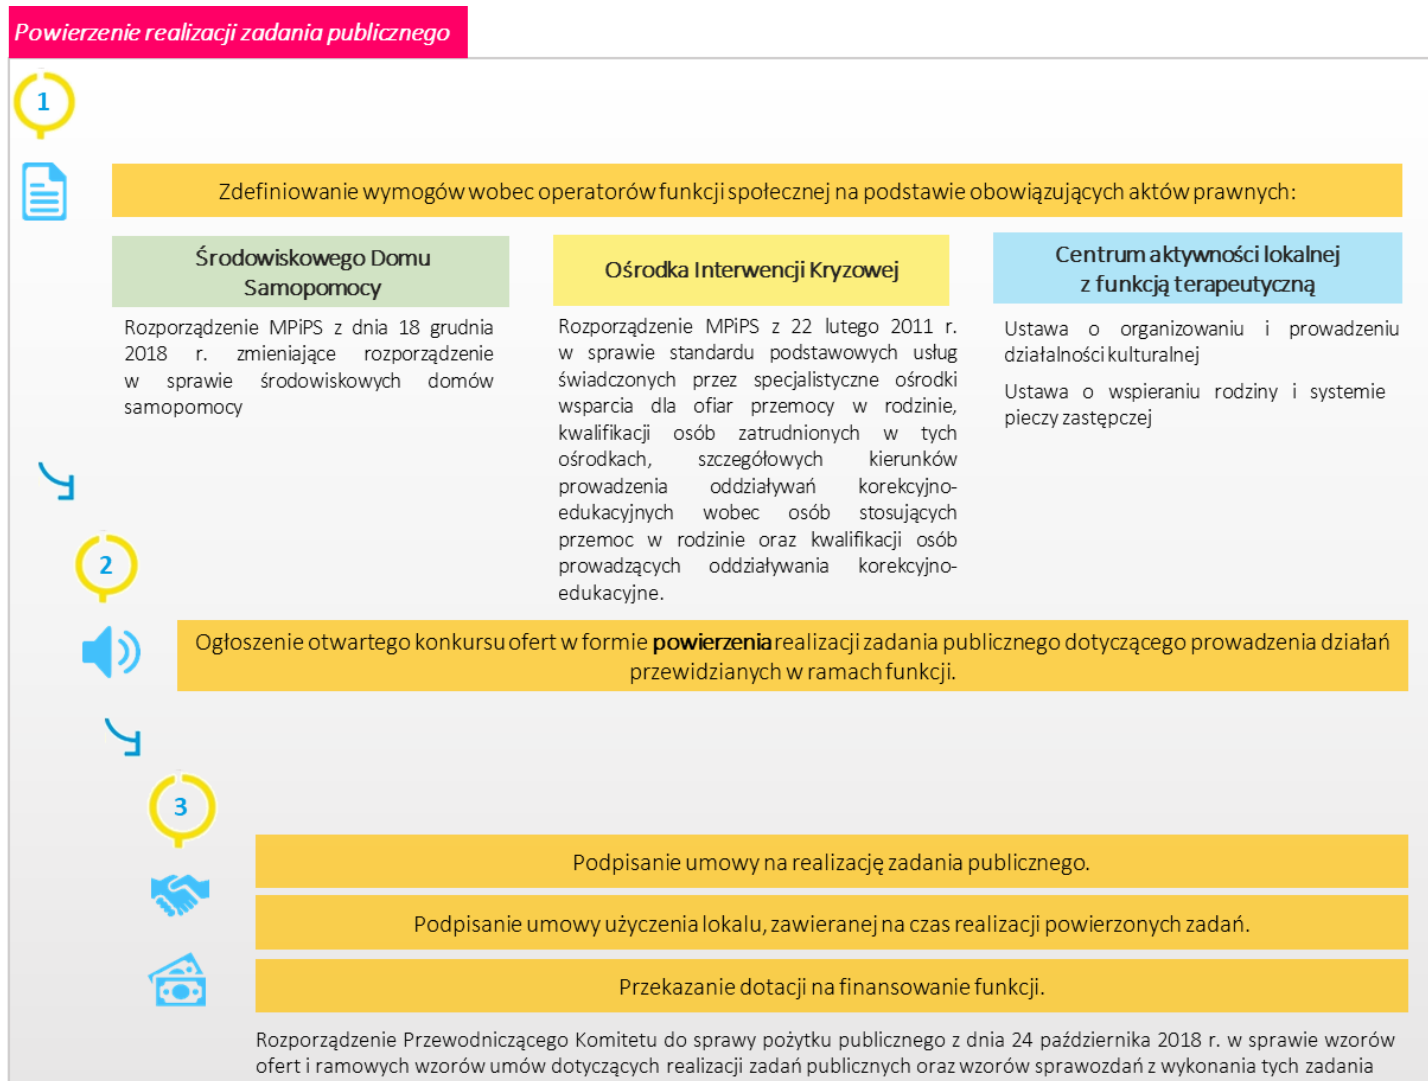 Powierzenie realizacji zadania publicznego
1
Zdefiniowanie wymogów wobec operatorów funkcji społecznej na podstawie obowiązujących aktów prawnych:
Środowiskowego Domu
Samopomocy
Rozporządzenie MPiPS z dnia 18 grudnia
2018 r. zmieniające rozporządzenie
w sprawie środowiskowych domów
samopomocy
Ośrodka Interwencji Kryzowej
Rozporządzenie MPiPS z 22 lutego 2011 r.
w sprawie standardu podstawowych usług
świadczonych przez specjalistyczne ośrodki
wsparcia dla ofiar przemocy w rodzinie,
kwalifikacji osób zatrudnionych w tych
ośrodkach, szczegółowych kierunków
prowadzenia oddziaływań korekcyjno-
edukacyjnych wobec osób stosujących
przemoc w rodzinie oraz kwalifikacji osób
prowadzących oddziaływania korekcyjno-
edukacyjne.
Centrum aktywności lokalnej
z funkcją terapeutyczną
Ustawa o organizowaniu i prowadzeniu
działalności kulturalnej
Ustawa o wspieraniu rodziny i systemie
pieczy zastępczej
2
Ogłoszenie otwartego konkursu ofert w formie powierzenia realizacji zadania publicznego dotyczącego prowadzenia działań
przewidzianych w ramach funkcji.
3
Podpisanie umowy na realizację zadania publicznego.
Podpisanie umowy użyczenia lokalu, zawieranej na czas realizacji powierzonych zadań.
Przekazanie dotacji na finansowanie funkcji.
Rozporządzenie Przewodniczącego Komitetu do sprawy pożytku publicznego z dnia 24 października 2018 r. w sprawie wzorów
ofert i ramowych wzorów umów dotyczących realizacji zadań publicznych oraz wzorów sprawozdań z wykonania tych zadania